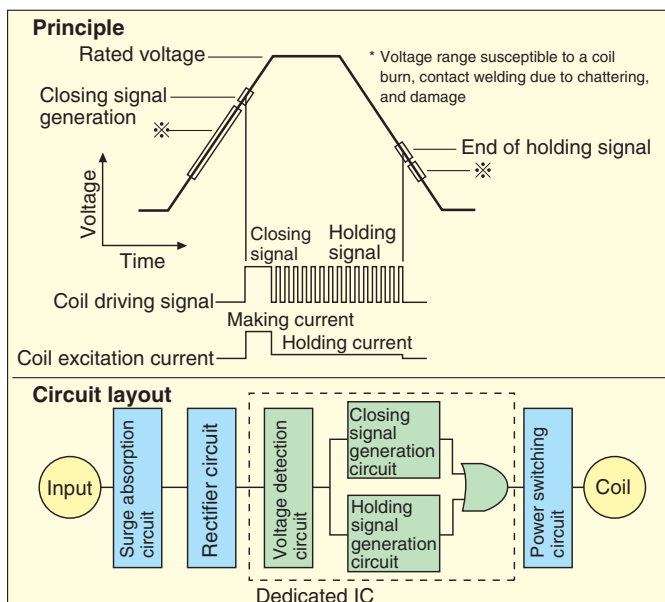 Principle
Rated voltage
* Voltage range susceptible to a coil
burn, contact welding due to chattering,
and damage
Closing signal
generation
※
End of holding signal
※
Voltage
Time
Closing
signal
Holding
signal
Coil driving signal
Making current
Holding current
Coil excitation current
Circuit layout
Input
Surge absorption
circuit
Rectifier circuit
Voltage detection
circuit
Closing
signal
generation
circuit
Holding
signal
generation
circuit
Power switching
circuit
Coil
Dedicated IC